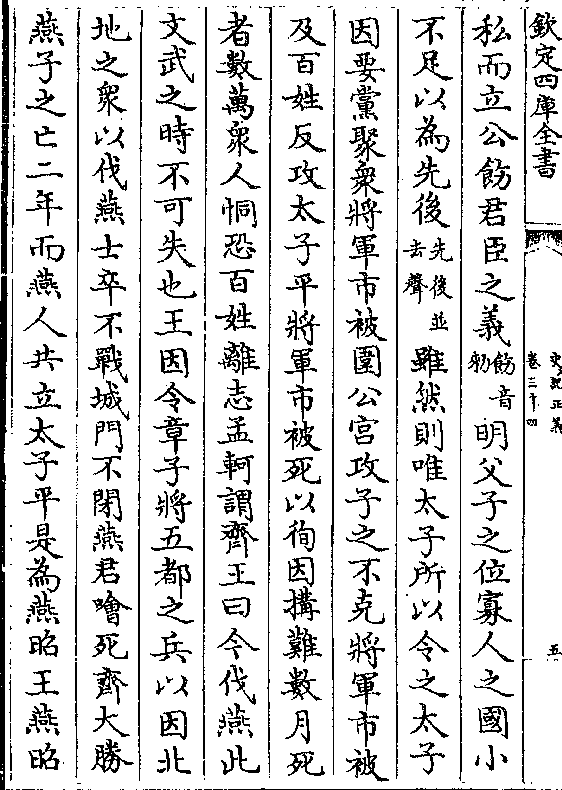 欽定四庫全書
史記正義
卷三十四
五
私而立公飭君臣之義飭音勑明父子之位寡人之國小
不足以為先後先後並去聲雖然則唯太子所以令之太子
因要黨聚衆將軍市被圍公宮攻子之不克將軍市被
及百姓反攻太子平將軍市被死以徇因搆難數月死
者數萬衆人恫恐百姓離志孟軻謂齊王曰今伐燕此
文武之時不可失也王因令章子將五都之兵以因北
地之衆以伐燕士卒不戰城門不閉燕君噲死齊大勝
燕子之亡二年而燕人共立太子平是為燕昭王燕昭